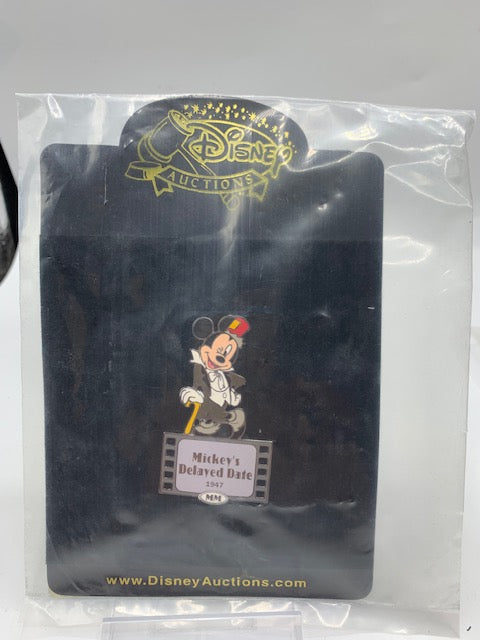 Disney
AUCTIONS
Mickey's
Delayed Date
1947
MM
www.DisneyAuctions.com